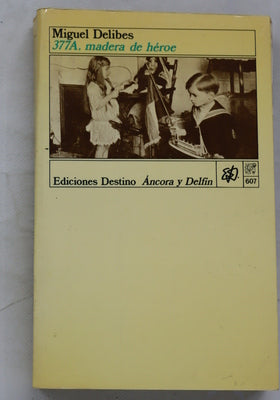 Miguel Delibes
377A, madera de héroe
Ediciones Destino Áncora y Delfín
607